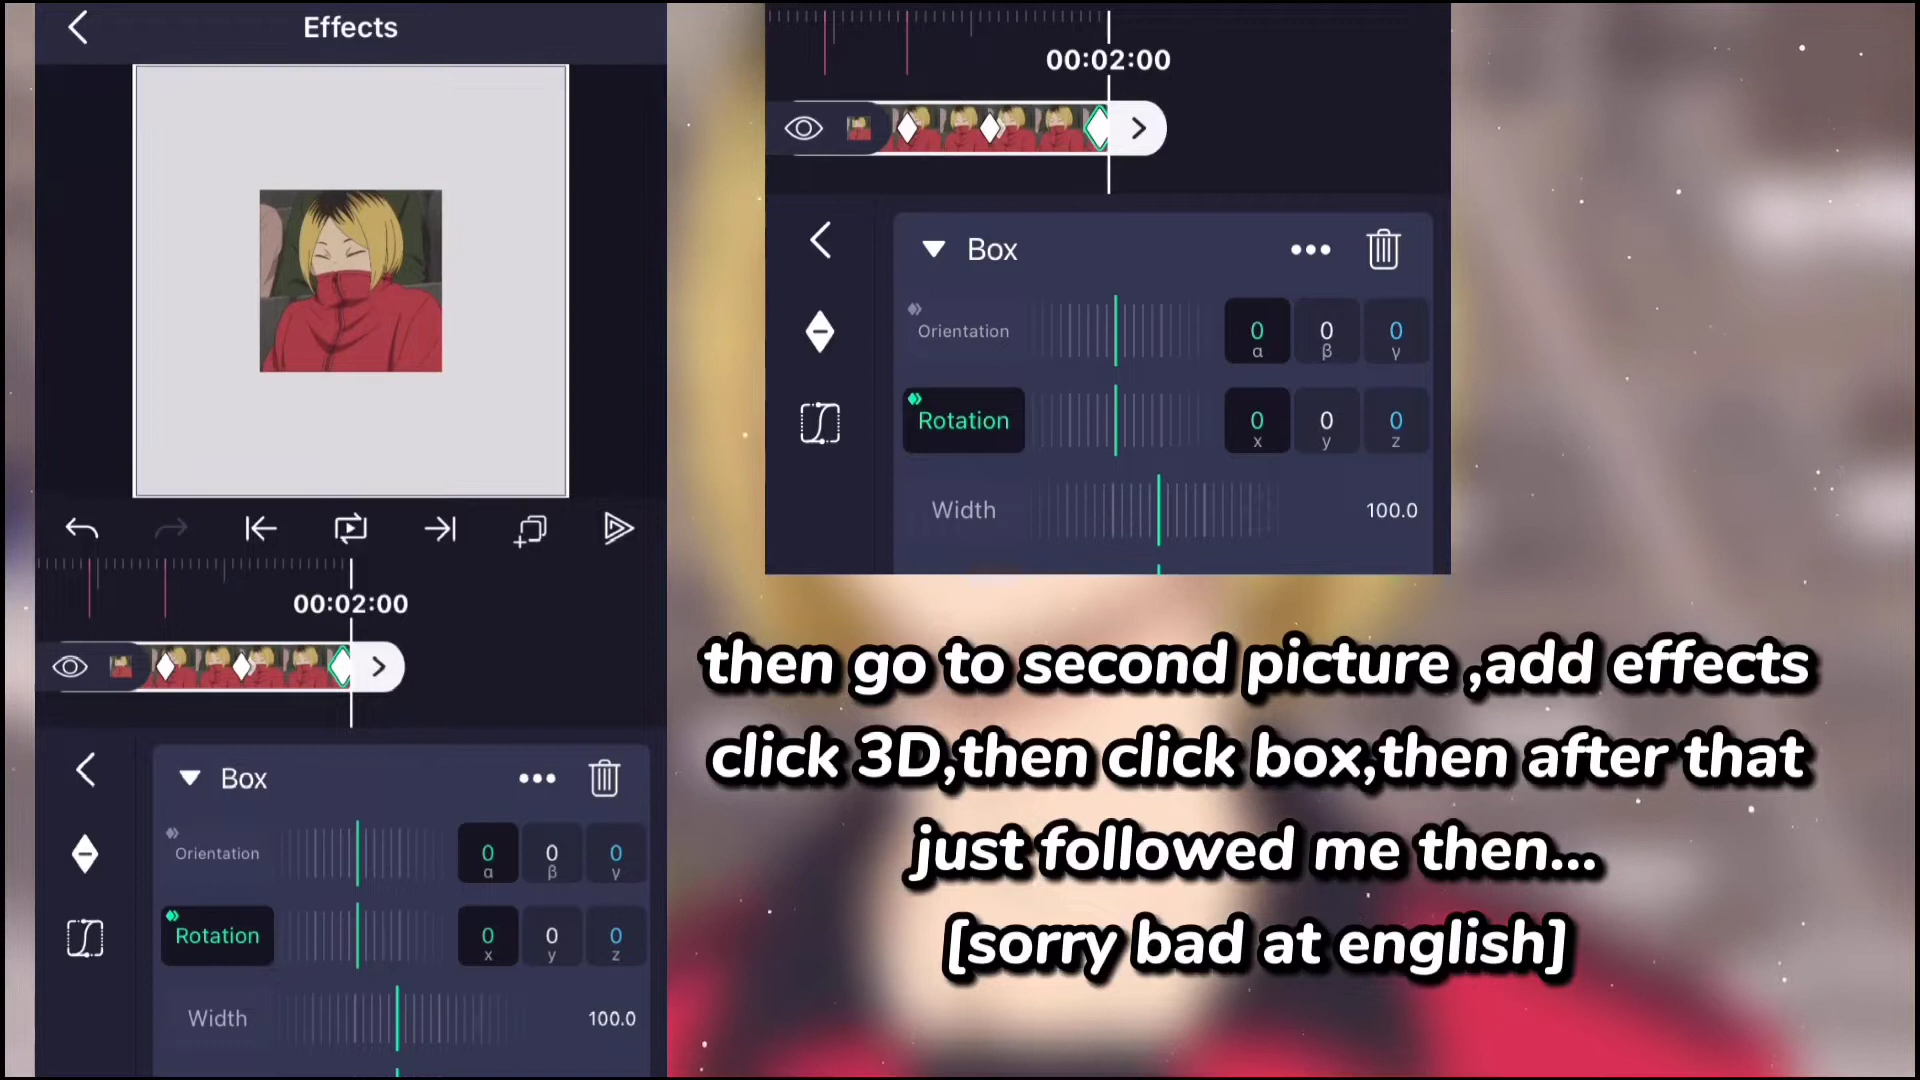 Effects
00:02:00
Box
Orientation
0 0 0
α β γ
Rotation
0 0 0
x y z
Width 100.0
00:02:00
Box
Orientation
0 0 0
α β γ
Rotation
0 0 0
x y z
Width 100.0
then go to second picture ,add effects
click 3D,then click box,then after that
just followed me then...
[sorry bad at english]